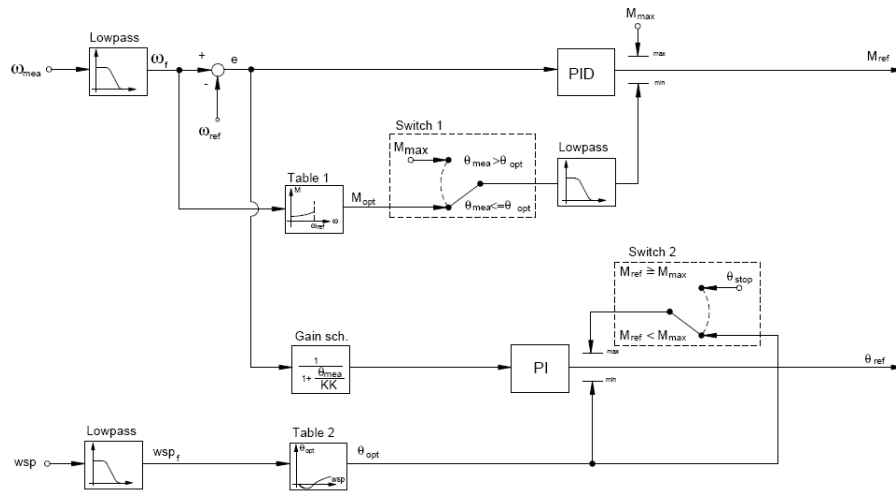 Lowpass
ω_mea
ω_f
+
-
e
ω_ref
PID
M_max
max
min
M_ref
Switch 1
M_max
θ_mea>θ_opt
θ_mea<=θ_opt
Lowpass
Table 1
M
ω_ref
ω
M_opt
Switch 2
M_ref ≥ M_max
θ_stop
M_ref < M_max
Gain sch.
1
1+ θ_mea
KK
PI
max
min
θ_ref
Lowpass
wsp
wsp_f
Table 2
θ_opt
wsp
θ_opt